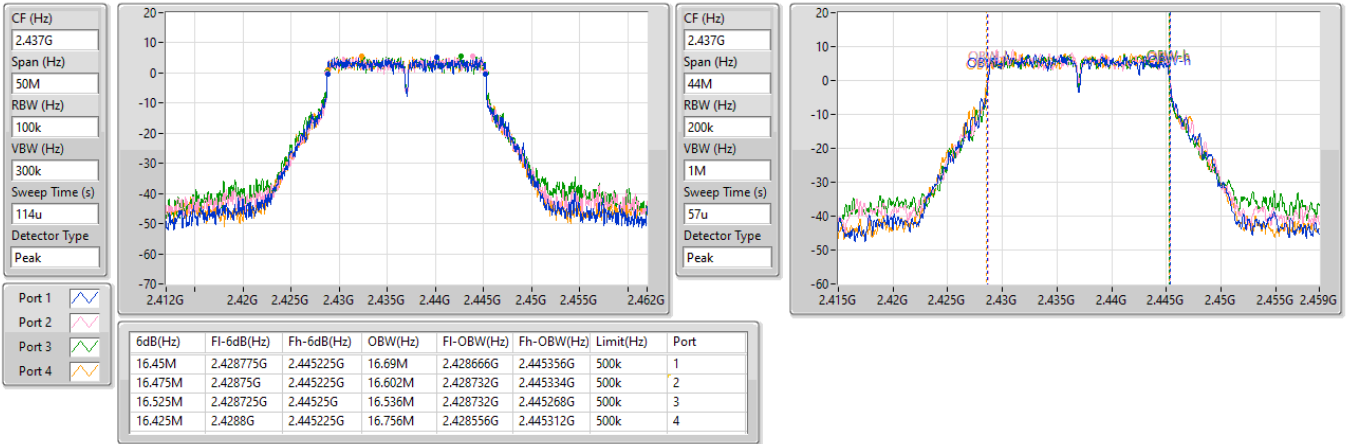 CF (Hz)
2.437G
Span (Hz)
50M
RBW (Hz)
100k
VBW (Hz)
300k
Sweep Time (s)
114u
Detector Type
Peak
20
10
0
-10
-20
-30
-40
-50
-60
-70
2.412G 2.42G 2.425G 2.43G 2.435G 2.44G 2.445G 2.45G 2.455G 2.462G
CF (Hz)
2.437G
Span (Hz)
44M
RBW (Hz)
200k
VBW (Hz)
1M
Sweep Time (s)
57u
Detector Type
Peak
20
10
0
-10
-20
-30
-40
-50
-60
OBW-h
2.415G 2.42G 2.425G 2.43G 2.435G 2.44G 2.445G 2.45G 2.455G 2.459G
Port 1
Port 2
Port 3
Port 4
6dB(Hz) Fl-6dB(Hz) Fh-6dB(Hz) OBW(Hz) Fl-OBW(Hz) Fh-OBW(Hz) Limit(Hz) Port
16.45M 2.428775G 2.445225G 16.69M 2.428666G 2.445356G 500k 1
16.475M 2.42875G 2.445225G 16.602M 2.428732G 2.445334G 500k 2
16.525M 2.428725G 2.44525G 16.536M 2.428732G 2.445268G 500k 3
16.425M 2.4288G 2.445225G 16.756M 2.428556G 2.445312G 500k 4